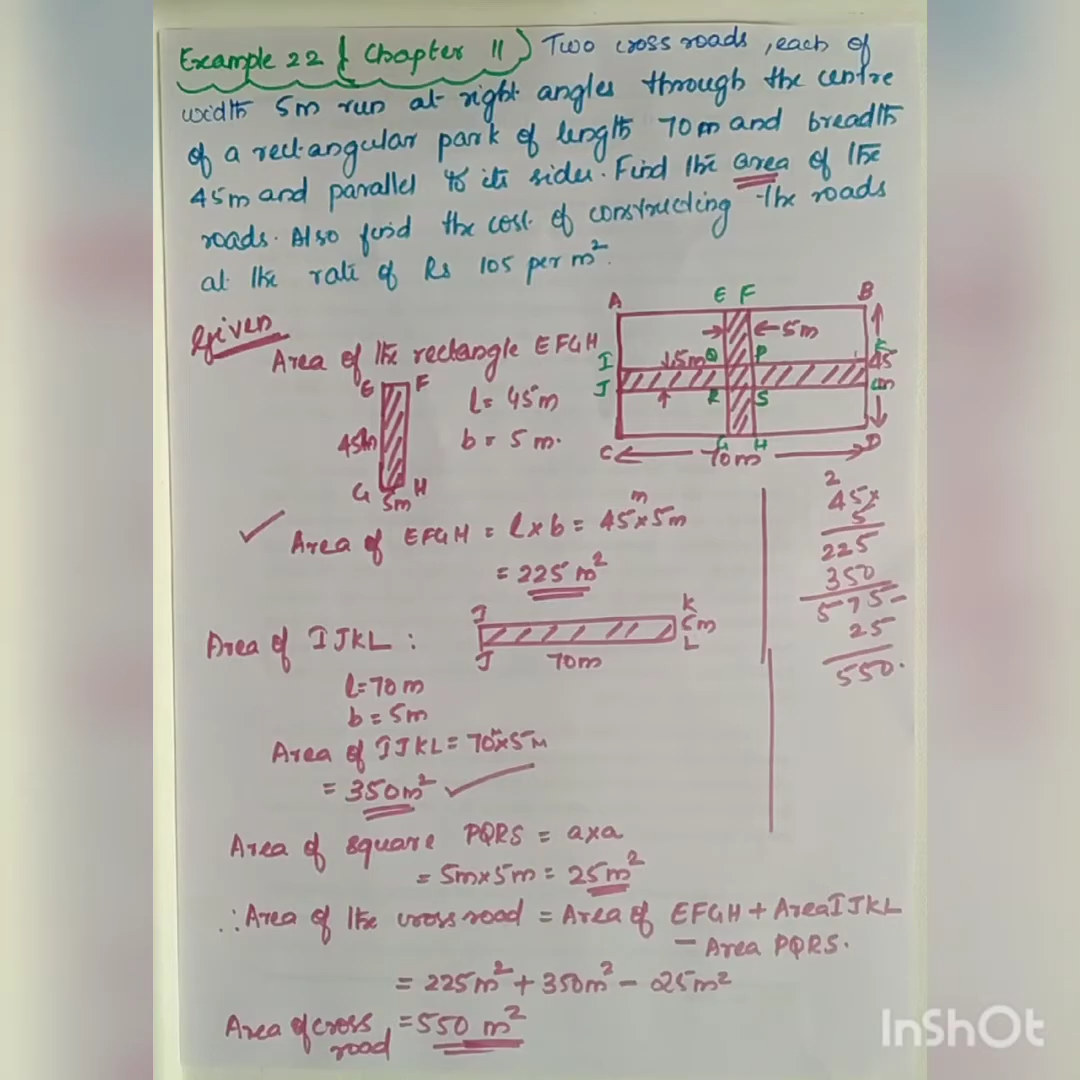 Example 22 { Chapter 11 } Two cross roads, each of
width 5m run at right angles through the centre
of a rectangular park of length 70m and breadth
45m and parallel to its sides. Find the area of the
roads. Also find the cost of constructing the roads
at the rate of Rs 105 per m².
Given
Area of the rectangle EFGH
E F
l = 45m
45m
b = 5m.
G 5m H
A E F B
5m
I 5m Q P K
J R S L
45
m
C G H D
70m
Area of EFGH = l x b = 45m x 5m
= 225 m²
2
45x
5
225
350
575-
25
550.
Area of IJKL :
I K
5m
J L
70m
l = 70m
b = 5m
Area of IJKL = 70m x 5m
= 350m²
Area of square PQRS = a x a
= 5m x 5m = 25m²
∴ Area of the cross road = Area of EFGH + Area IJKL
- Area PQRS.
= 225m² + 350m² - 25m²
Area of cross road = 550 m²
InShOt